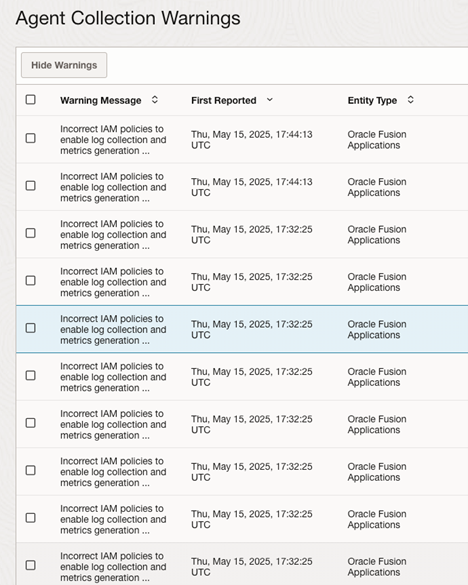 Agent Collection Warnings
Hide Warnings
Warning Message First Reported Entity Type
Incorrect IAM policies to
enable log collection and
metrics generation ...
Thu, May 15, 2025, 17:44:13
UTC
Oracle Fusion
Applications
Incorrect IAM policies to
enable log collection and
metrics generation ...
Thu, May 15, 2025, 17:44:13
UTC
Oracle Fusion
Applications
Incorrect IAM policies to
enable log collection and
metrics generation ...
Thu, May 15, 2025, 17:32:25
UTC
Oracle Fusion
Applications
Incorrect IAM policies to
enable log collection and
metrics generation ...
Thu, May 15, 2025, 17:32:25
UTC
Oracle Fusion
Applications
Incorrect IAM policies to
enable log collection and
metrics generation ...
Thu, May 15, 2025, 17:32:25
UTC
Oracle Fusion
Applications
Incorrect IAM policies to
enable log collection and
metrics generation ...
Thu, May 15, 2025, 17:32:25
UTC
Oracle Fusion
Applications
Incorrect IAM policies to
enable log collection and
metrics generation ...
Thu, May 15, 2025, 17:32:25
UTC
Oracle Fusion
Applications
Incorrect IAM policies to
enable log collection and
metrics generation ...
Thu, May 15, 2025, 17:32:25
UTC
Oracle Fusion
Applications
Incorrect IAM policies to
enable log collection and
metrics generation ...
Thu, May 15, 2025, 17:32:25
UTC
Oracle Fusion
Applications
Incorrect IAM policies to
enable log collection and
metrics generation ...
Thu, May 15, 2025, 17:32:25
UTC
Oracle Fusion
Applications